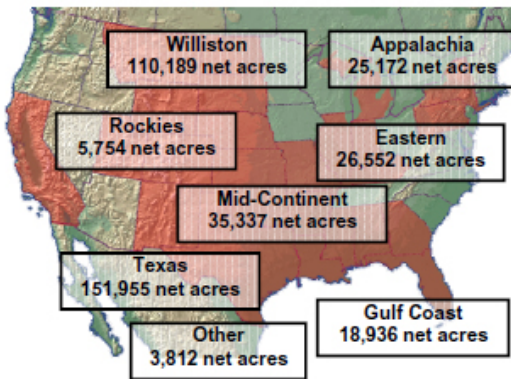 Williston
110,189 net acres
Appalachia
25,172 net acres
Rockies
5,754 net acres
Eastern
26,552 net acres
Mid-Continent
35,337 net acres
Texas
151,955 net acres
Gulf Coast
18,936 net acres
Other
3,812 net acres